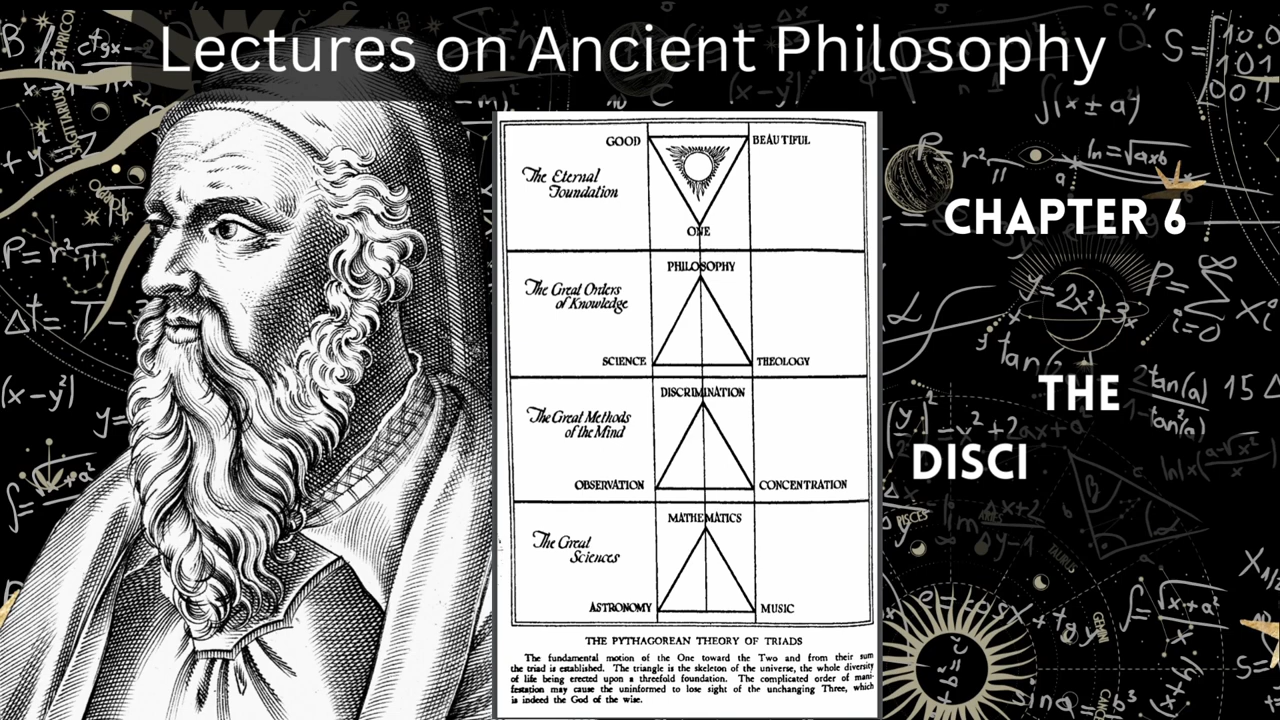 Lectures on Ancient Philosophy
GOOD
BEAUTIFUL
The Eternal
Foundation
ONE
PHILOSOPHY
The Great Orders
of Knowledge
SCIENCE
THEOLOGY
DISCRIMINATION
The Great Methods
of the Mind
OBSERVATION
CONCENTRATION
MATHEMATICS
The Great
Sciences
ASTRONOMY
MUSIC
THE PYTHAGOREAN THEORY OF TRIADS
The fundamental motion of the One toward the Two and from their sum
the triad is established. The triangle is the skeleton of the universe, the whole diversity
of life being erected upon a threefold foundation. The complicated order of mani-
festation may cause the uninformed to lose sight of the unchanging Three, which
is indeed the God of the wise.
CHAPTER 6
THE
DISCI
SAGITTARIUS
PISCES
GEMINI
y=2x²+3x